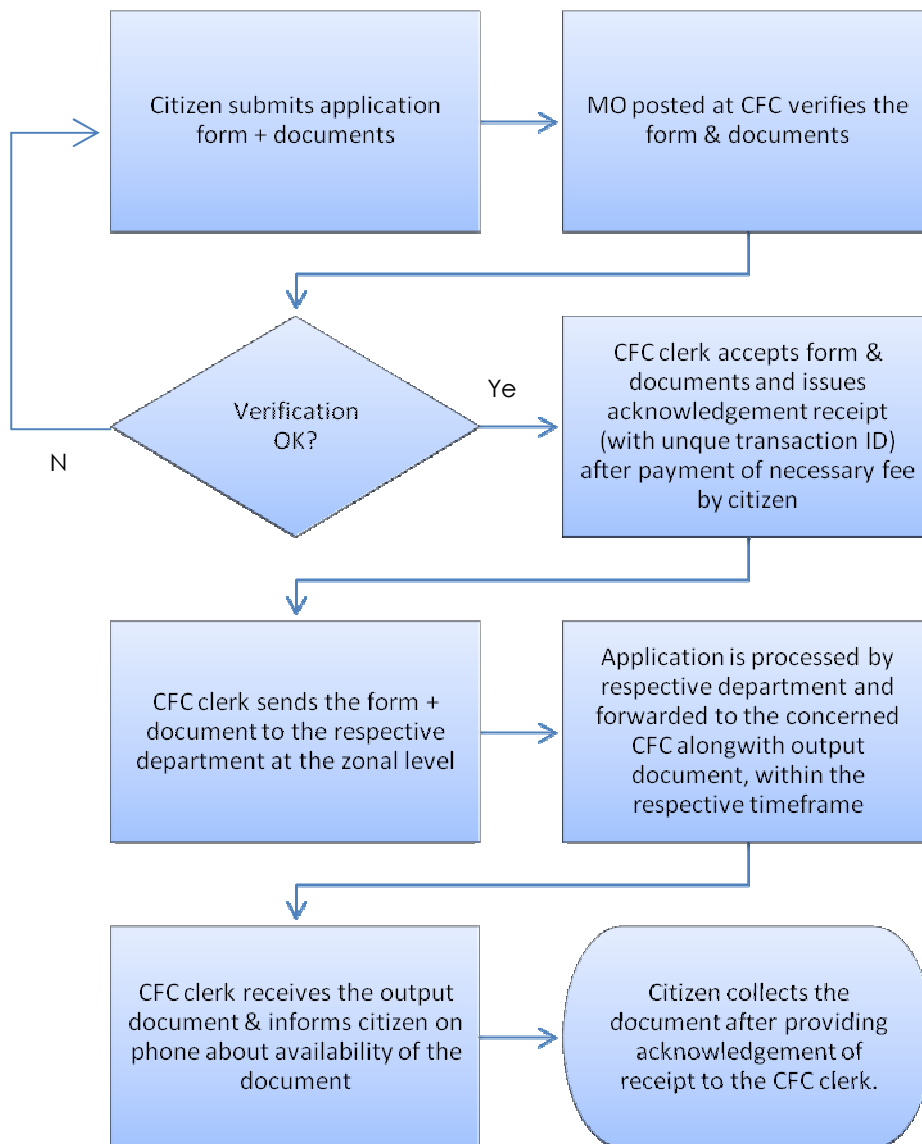 Citizen submits application
form + documents
MO posted at CFC verifies the
form & documents
Verification
OK?
Ye
N
CFC clerk accepts form &
documents and issues
acknowledgement receipt
(with unique transaction ID)
after payment of necessary fee
by citizen
CFC clerk sends the form +
document to the respective
department at the zonal level
Application is processed by
respective department and
forwarded to the concerned
CFC alongwith output
document, within the
respective timeframe
CFC clerk receives the output
document & informs citizen on
phone about availability of the
document
Citizen collects the
document after providing
acknowledgement of
receipt to the CFC clerk.